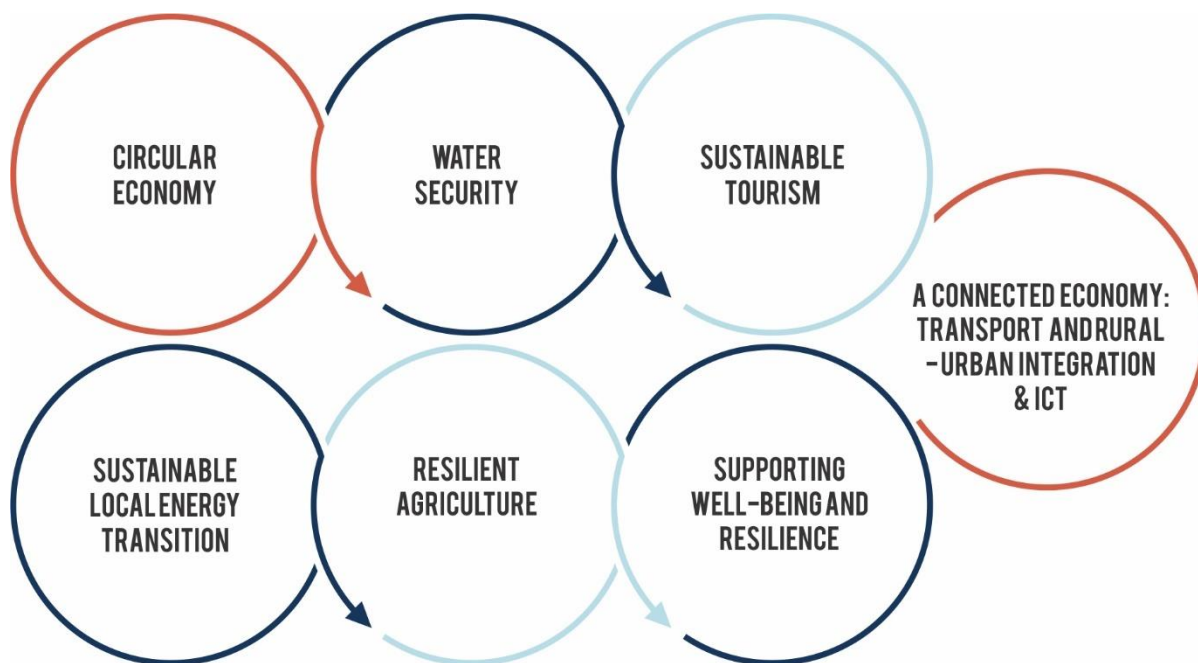 CIRCULAR
ECONOMY
WATER
SECURITY
SUSTAINABLE
TOURISM
A CONNECTED ECONOMY:
TRANSPORT AND RURAL
-URBAN INTEGRATION
& ICT
SUSTAINABLE
LOCAL ENERGY
TRANSITION
RESILIENT
AGRICULTURE
SUPPORTING
WELL-BEING AND
RESILIENCE